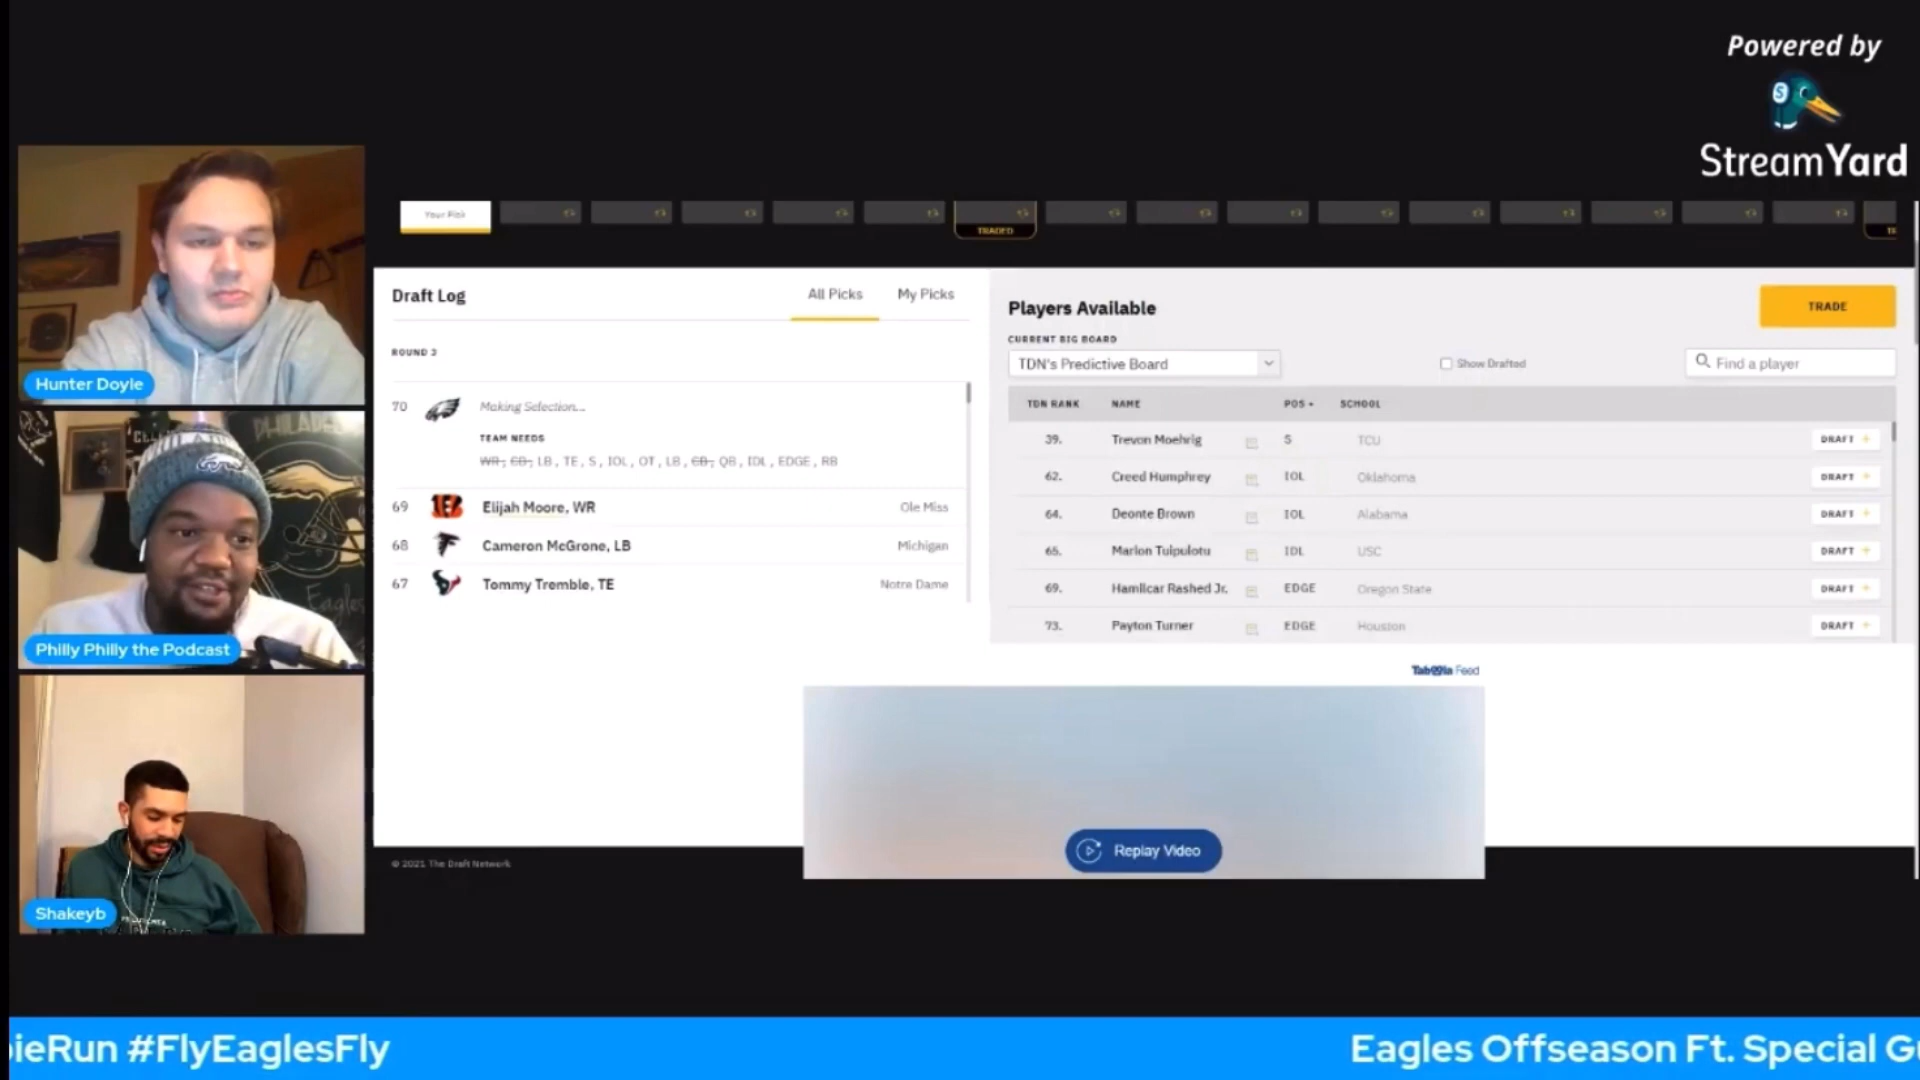 Powered by
StreamYard
Your Pick
TRADED
Hunter Doyle
Philly Philly the Podcast
Shakeyb
Draft Log
All Picks
My Picks
ROUND 3
70
Making Selection...
TEAM NEEDS
WR, CB, LB, TE, S, IOL, OT, LB, CB, QB, IDL, EDGE, RB
69 Elijah Moore, WR Ole Miss
68 Cameron McGrone, LB Michigan
67 Tommy Tremble, TE Notre Dame
Players Available
TRADE
CURRENT BIG BOARD
TDN's Predictive Board
Show Drafted
Find a player
TDN RANK NAME POS SCHOOL
39. Trevon Moehrig S TCU DRAFT +
62. Creed Humphrey IOL Oklahoma DRAFT +
64. Deonte Brown IOL Alabama DRAFT +
65. Marlon Tuipulotu IDL USC DRAFT +
69. Hamilcar Rashed Jr. EDGE Oregon State DRAFT +
73. Payton Turner EDGE Houston DRAFT +
Taboola Feed
Replay Video
© 2021 The Draft Network
ieRun #FlyEaglesFly
Eagles Offseason Ft. Special G